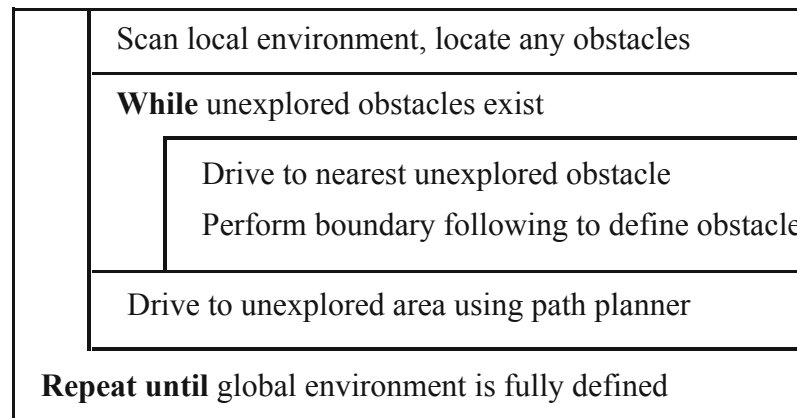 Scan local environment, locate any obstacles
While unexplored obstacles exist
Drive to nearest unexplored obstacle
Perform boundary following to define obstacle
Drive to unexplored area using path planner
Repeat until global environment is fully defined